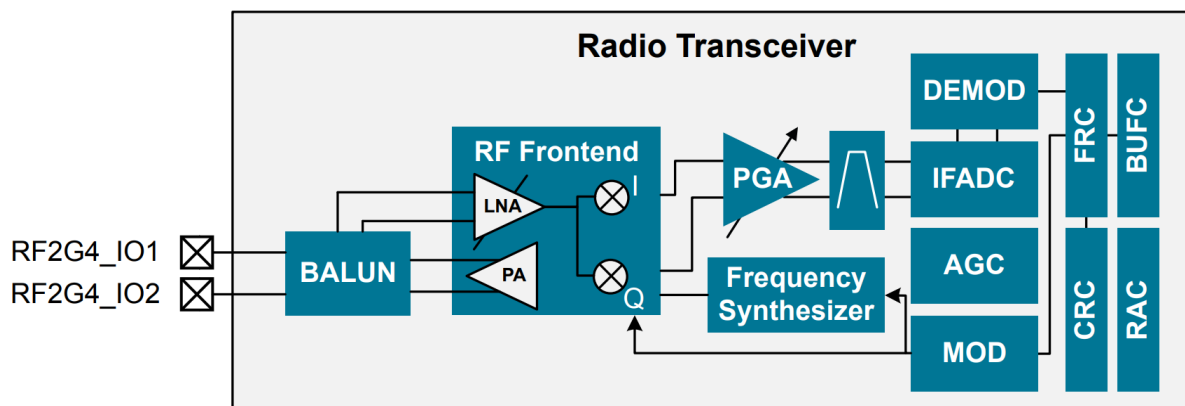 Radio Transceiver
DEMOD
FRC
BUFC
RF Frontend
I
PGA
IFADC
LNA
RF2G4_IO1
BALUN
RF2G4_IO2
PA
Q
Frequency
Synthesizer
AGC
CRC
RAC
MOD